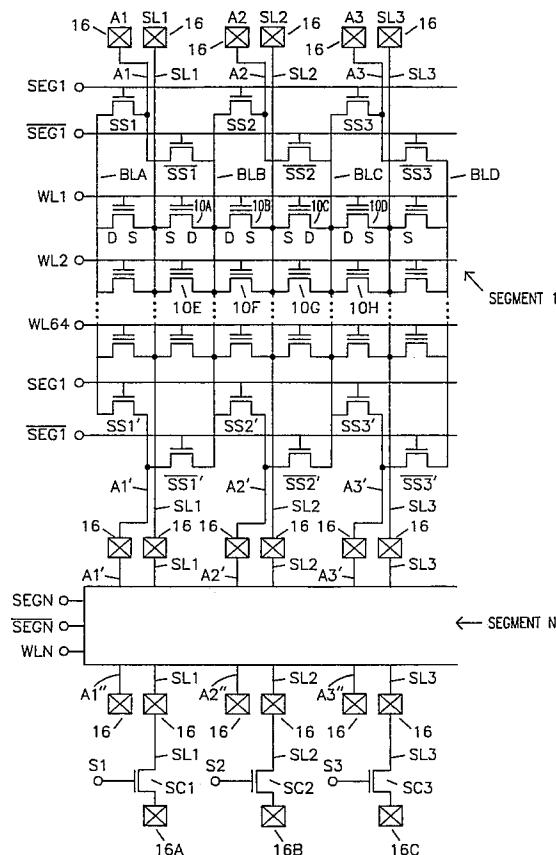 A1 SL1 A2 SL2 A3 SL3
16 16 16 16 16 16
A1 SL1 A2 SL2 A3 SL3
SEG1
SS1 SS2 SS3
SEG1
SS1 SS2 SS3
BLA BLB BLC BLD
WL1 10A 10B 10C 10D
D S S D D S S D D S S
WL2
10E 10F 10G 10H
SEGMENT 1
WL64
SEG1
SS1' SS2' SS3'
SEG1
SS1' SS2' SS3'
A1' SL1 A2' SL2 A3' SL3
16 16 16 16 16 16
A1' SL1 A2' SL2 A3' SL3
SEGN
SEGN
SEGMENT N
WLN
A1" SL1 A2" SL2 A3" SL3
16 16 16 16 16 16
S1 SL1 S2 SL2 S3 SL3
SC1 SC2 SC3
16A 16B 16C